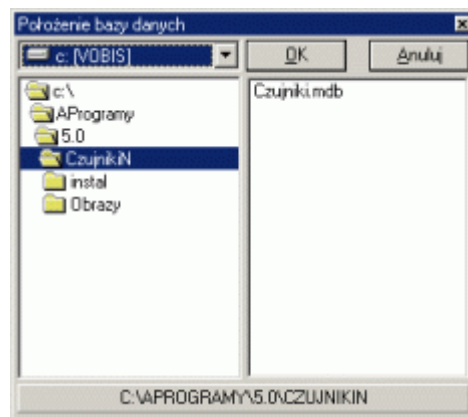 Położenie bazy danych
c: [VOBIS]
OK
Anuluj
c:\
AProgramy
5.0
CzujnikiN
instal
Obrazy
Czujniki.mdb
C:\APROGRAMY\5.0\CZUJNIKIN